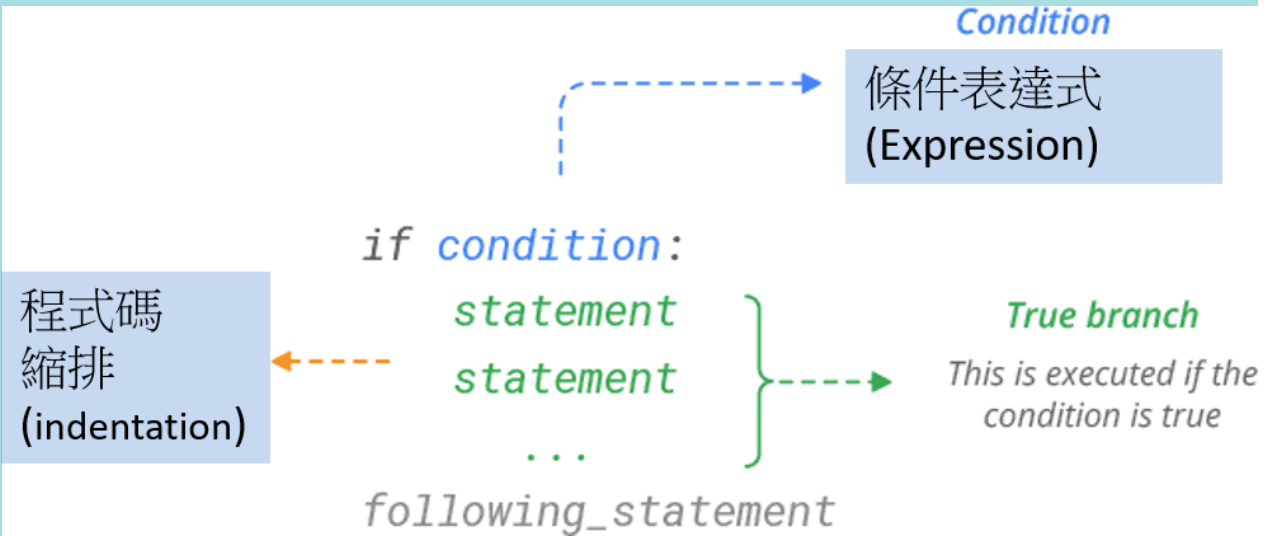 Condition
條件表達式
(Expression)
if condition:
程式碼
縮排
(indentation)
statement
statement
...
True branch
This is executed if the
condition is true
following_statement